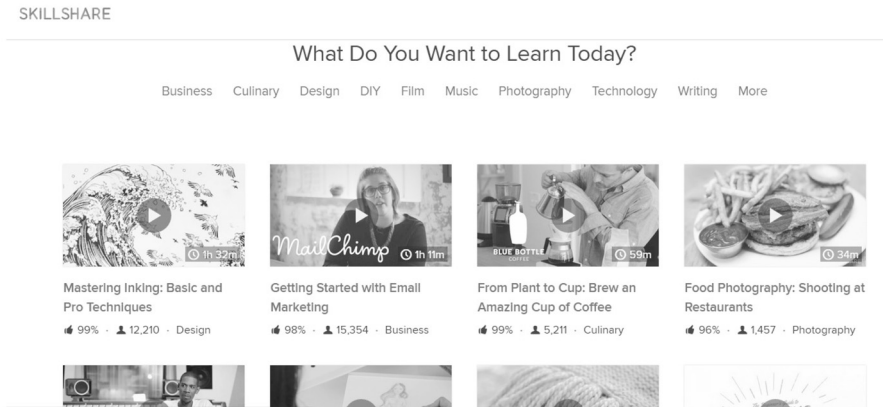 SKILLSHARE
What Do You Want to Learn Today?
Business Culinary Design DIY Film Music Photography Technology Writing More
1h 32m
MailChimp 1h 11m
BLUE BOTTLE
COFFEE
59m
34m
Mastering Inking: Basic and
Pro Techniques
99% · 12,210 · Design
Getting Started with Email
Marketing
98% · 15,354 · Business
From Plant to Cup: Brew an
Amazing Cup of Coffee
99% · 5,211 · Culinary
Food Photography: Shooting at
Restaurants
96% · 1,457 · Photography